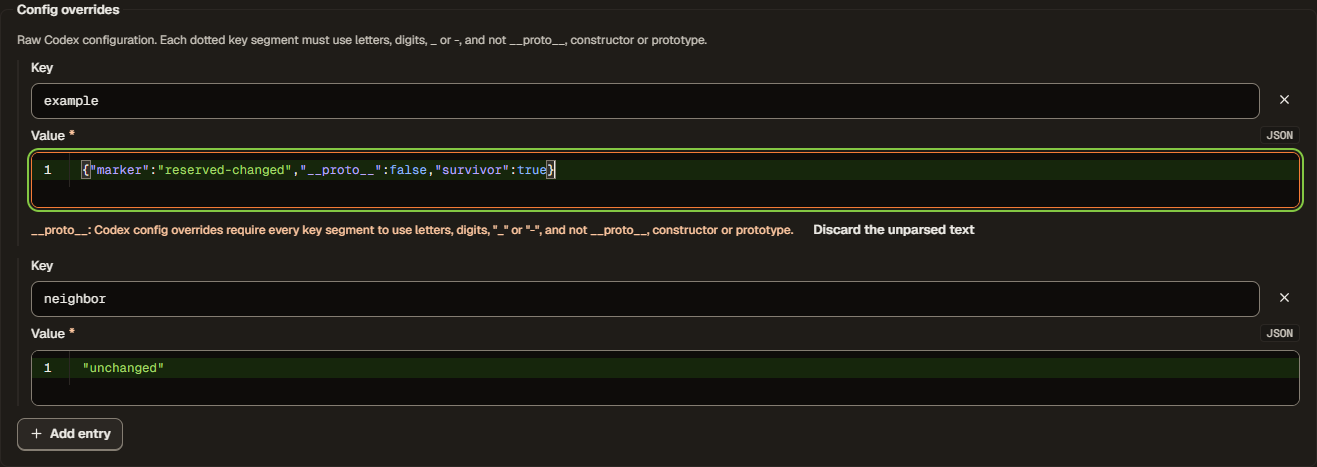 Config overrides
Raw Codex configuration. Each dotted key segment must use letters, digits, _ or -, and not __proto__, constructor or prototype.
Key
example
Value *
JSON
1 {"marker":"reserved-changed","__proto__":false,"survivor":true}
__proto__: Codex config overrides require every key segment to use letters, digits, "_" or "-", and not __proto__, constructor or prototype. Discard the unparsed text
Key
neighbor
Value *
JSON
1 "unchanged"
+ Add entry